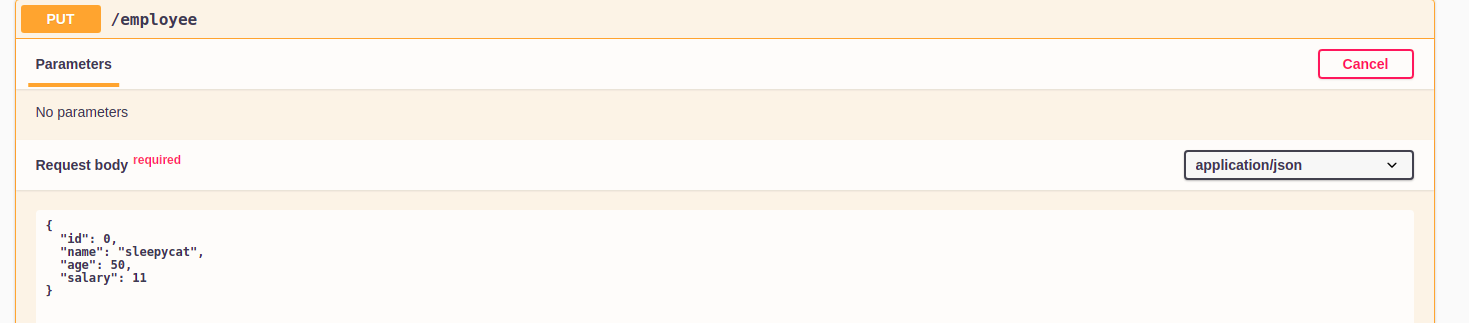 PUT /employee
Parameters Cancel
No parameters
Request body required application/json
{
"id": 0,
"name": "sleepycat",
"age": 50,
"salary": 11
}